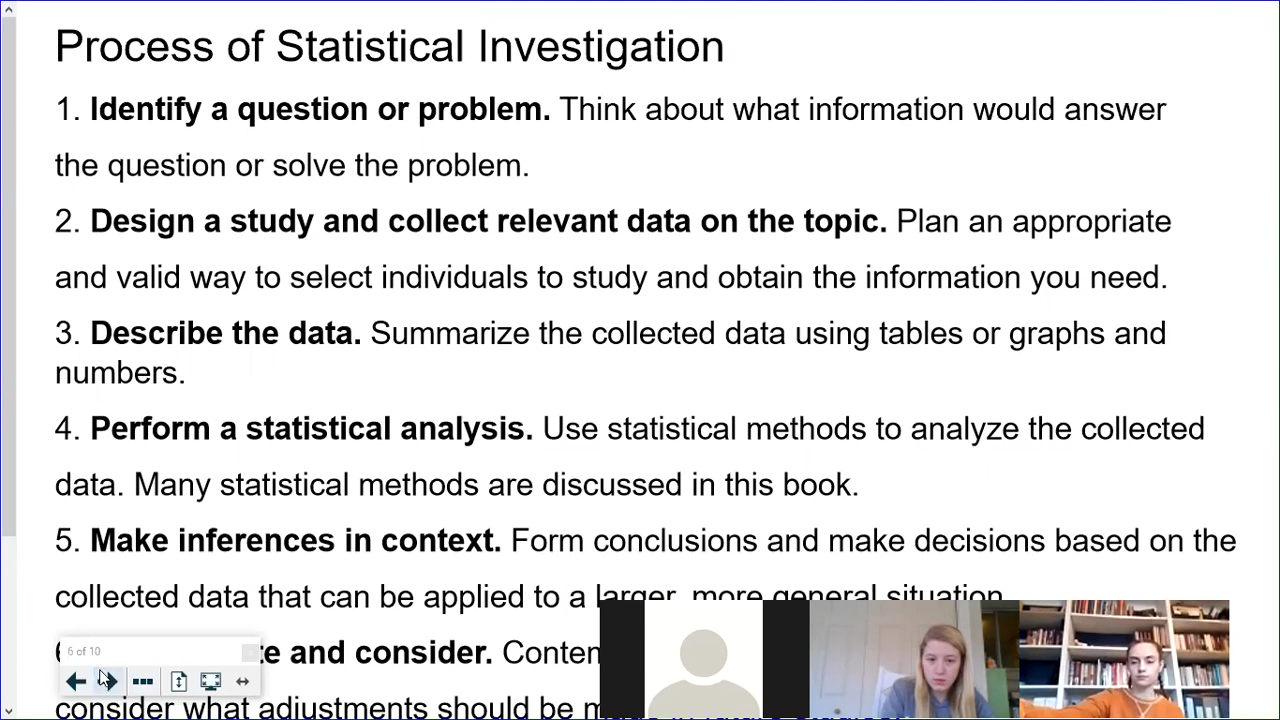 Process of Statistical Investigation
1. Identify a question or problem. Think about what information would answer
the question or solve the problem.
2. Design a study and collect relevant data on the topic. Plan an appropriate
and valid way to select individuals to study and obtain the information you need.
3. Describe the data. Summarize the collected data using tables or graphs and
numbers.
4. Perform a statistical analysis. Use statistical methods to analyze the collected
data. Many statistical methods are discussed in this book.
5. Make inferences in context. Form conclusions and make decisions based on the
collected data that can be applied to a larger, more general situation.
and consider.
6 of 10
consider what adjustments should be